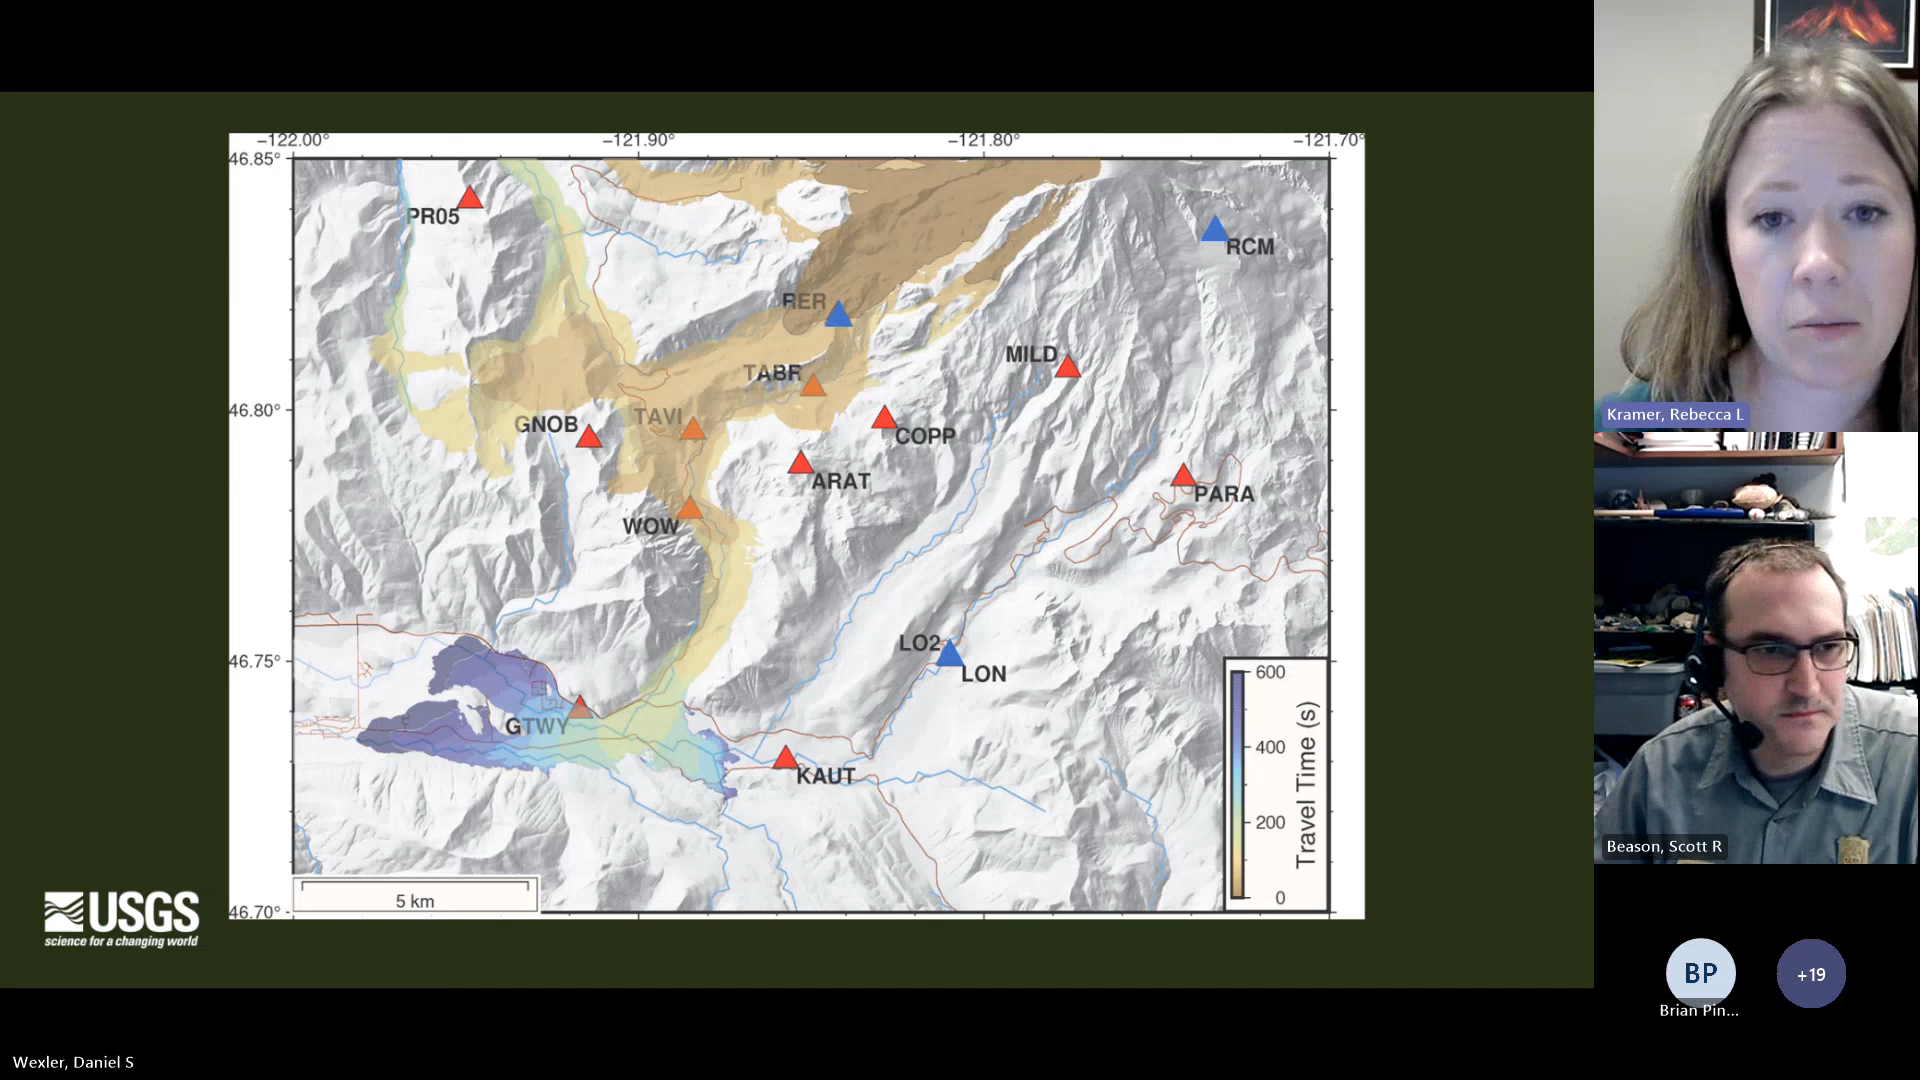 −122.00° −121.90° −121.80° −121.70°
46.85°
PR05
RCM
RER
MILD
TABR
46.80°
GNOB
TAVI
COPP
ARAT
PARA
WOW
LO2
46.75°
LON
GTWY
KAUT
600
400
200
0
Travel Time (s)
5 km
46.70°
USGS
science for a changing world
Kramer, Rebecca L
Beason, Scott R
BP
+19
Brian Pin...
Wexler, Daniel S